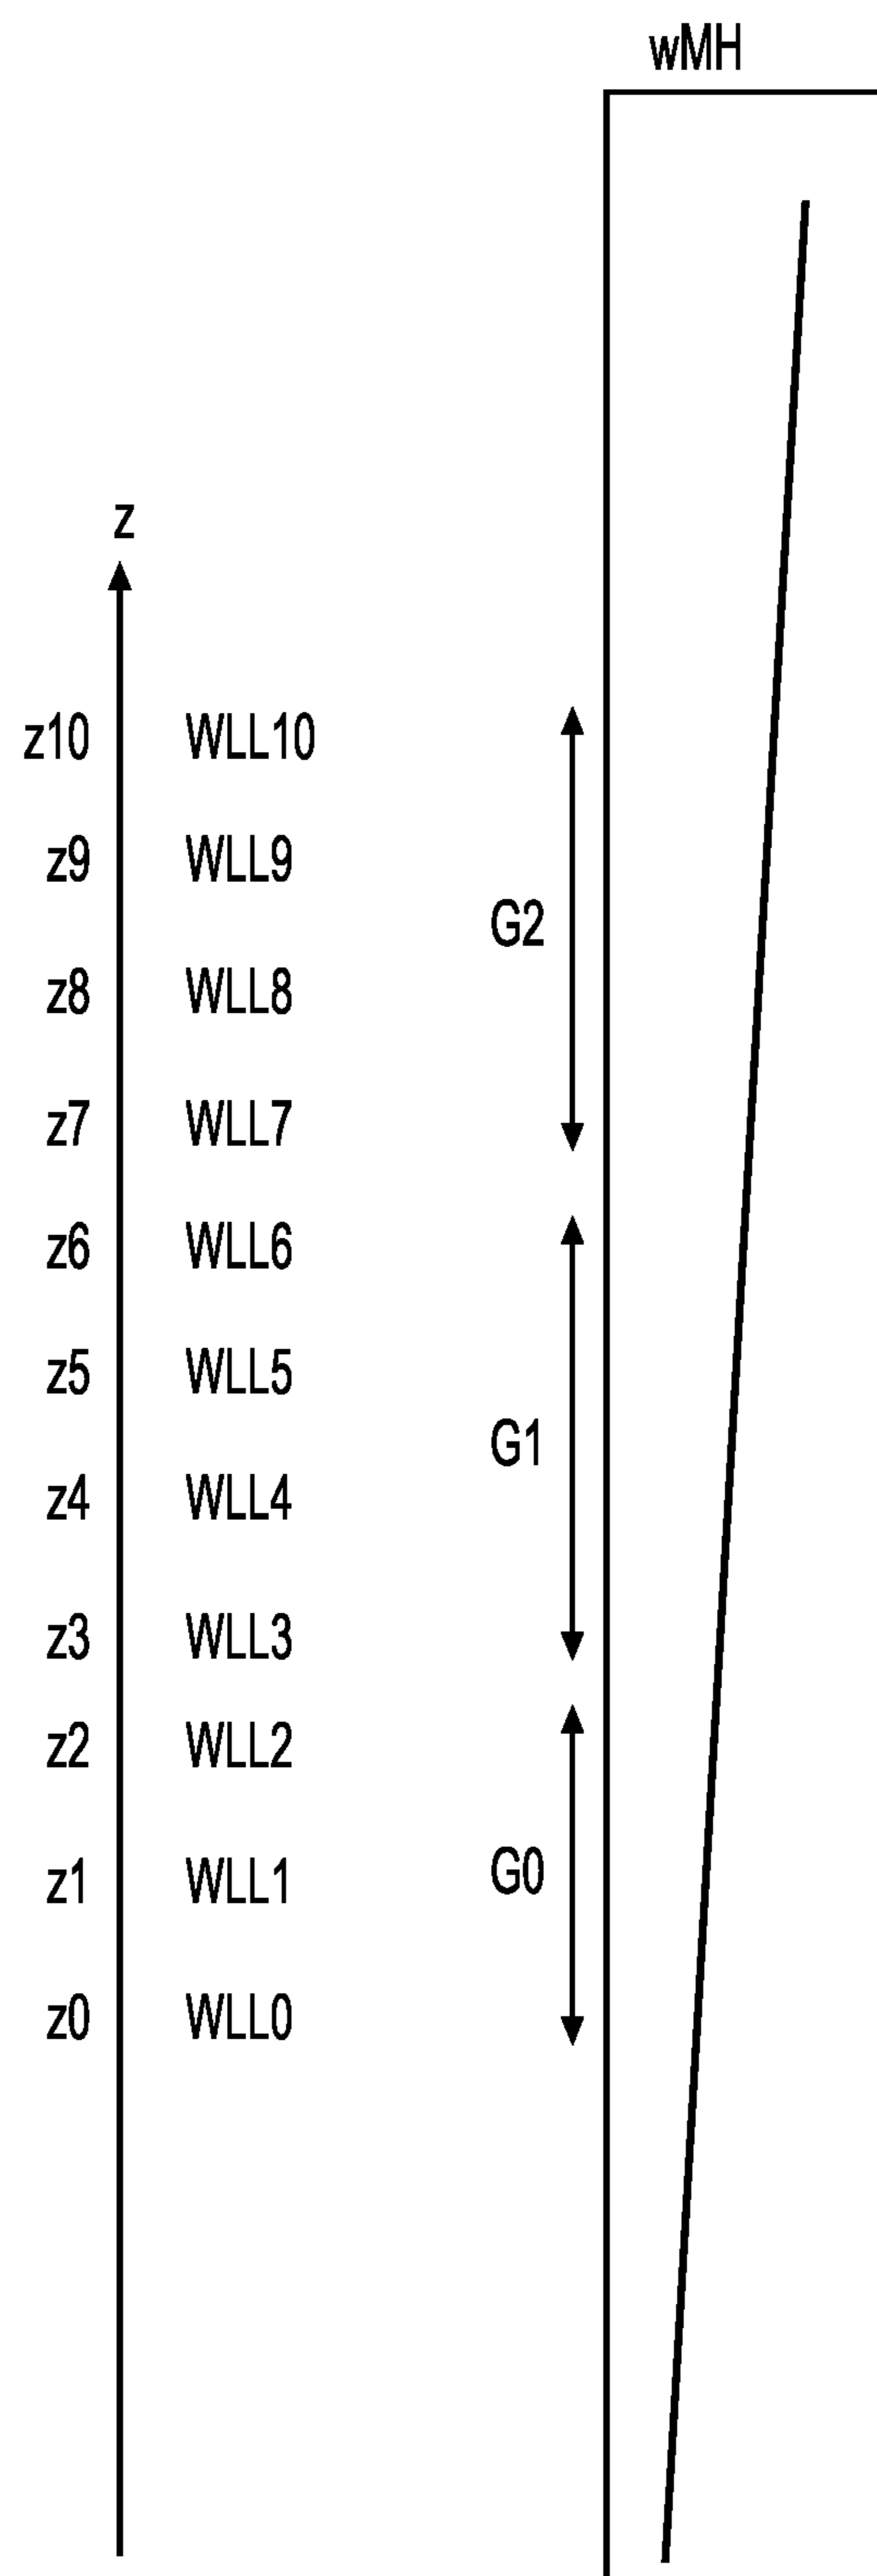 wMH
z
z10 WLL10
z9 WLL9
G2
z8 WLL8
z7 WLL7
z6 WLL6
z5 WLL5
G1
z4 WLL4
z3 WLL3
z2 WLL2
z1 WLL1 G0
z0 WLL0